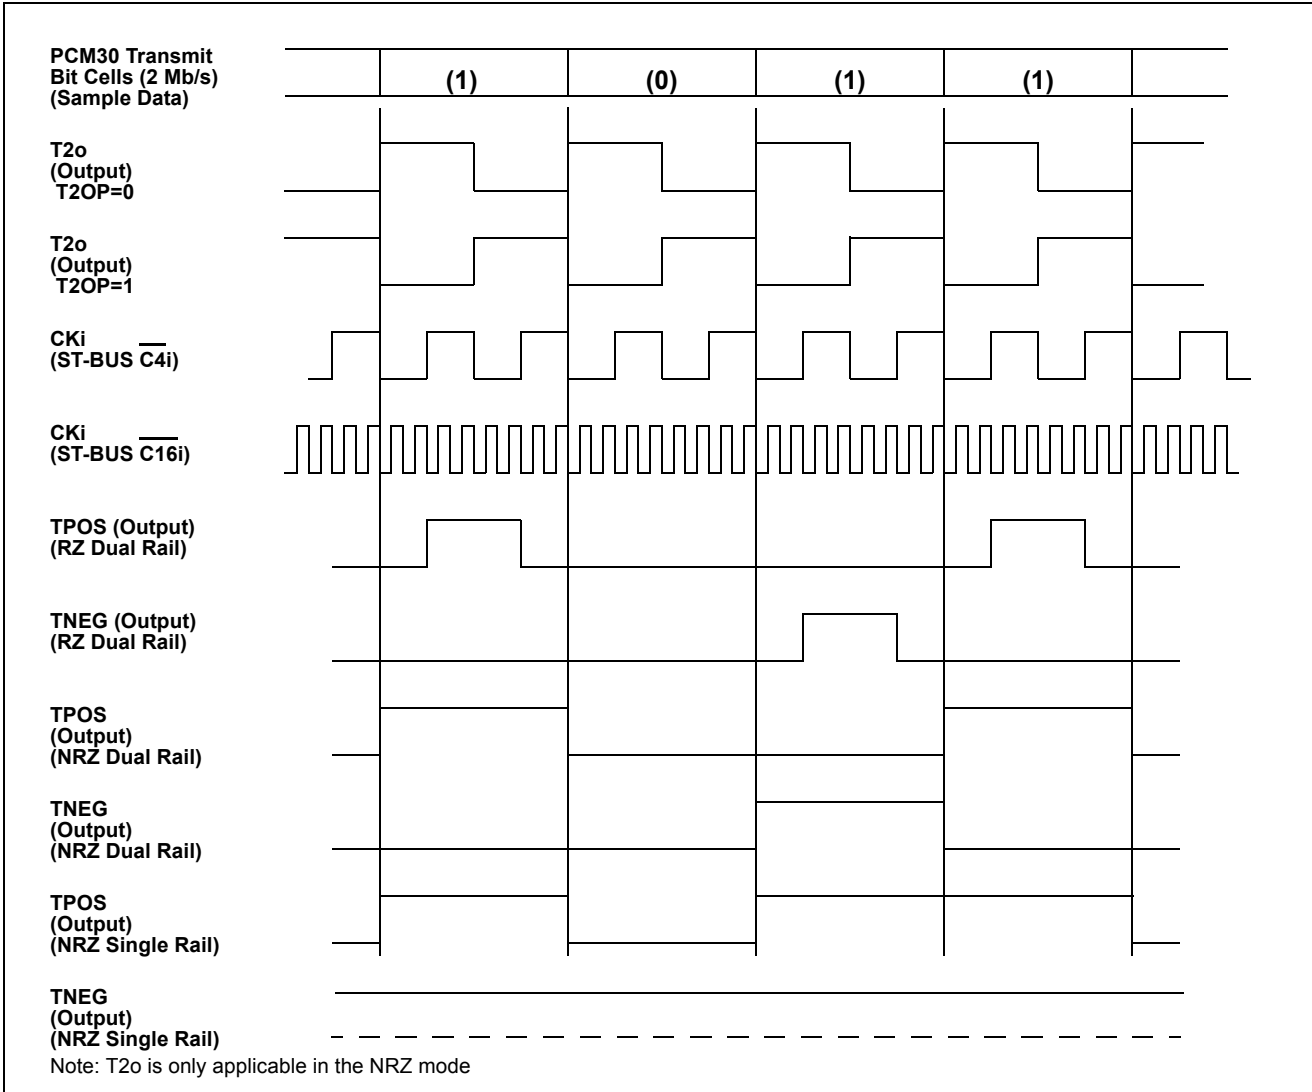 PCM30 Transmit
Bit Cells (2 Mb/s)
(Sample Data)
(1)
(0)
(1)
(1)
T2o
(Output)
T2OP=0
T2o
(Output)
T2OP=1
CKi
(ST-BUS C4i)
CKi
(ST-BUS C16i)
TPOS (Output)
(RZ Dual Rail)
TNEG (Output)
(RZ Dual Rail)
TPOS
(Output)
(NRZ Dual Rail)
TNEG
(Output)
(NRZ Dual Rail)
TPOS
(Output)
(NRZ Single Rail)
TNEG
(Output)
(NRZ Single Rail)
Note: T2o is only applicable in the NRZ mode